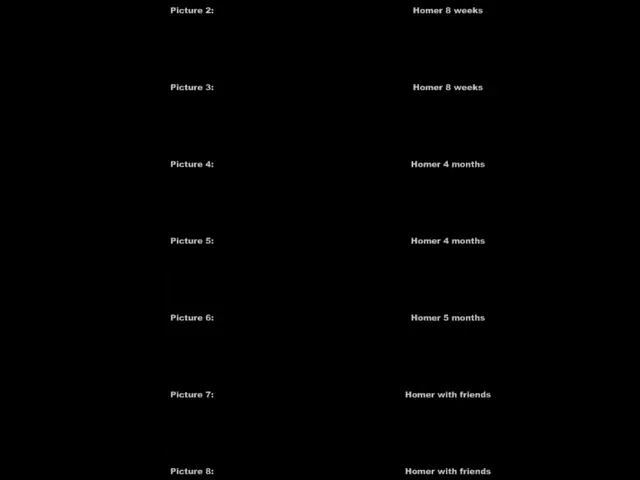 Picture 2: Homer 8 weeks
Picture 3: Homer 8 weeks
Picture 4: Homer 4 months
Picture 5: Homer 4 months
Picture 6: Homer 5 months
Picture 7: Homer with friends
Picture 8: Homer with friends